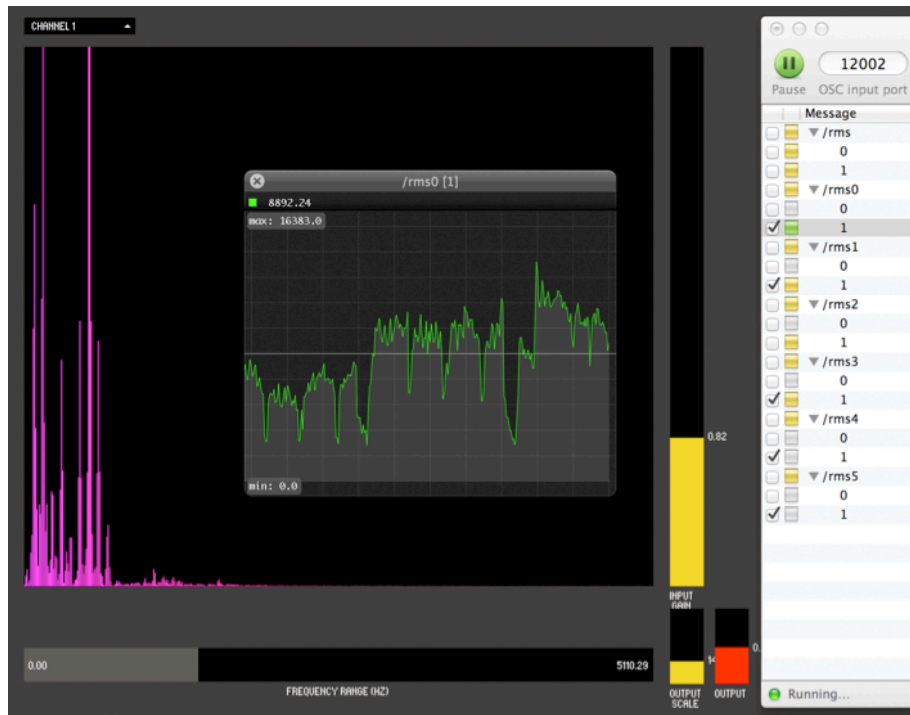 CHANNEL 1
/rms0 [1]
8892.24
max: 16383.0
min: 0.0
0.82
INPUT
GAIN
0.00
5110.29
FREQUENCY RANGE (HZ)
14
OUTPUT
SCALE
0.
OUTPUT
12002
Pause OSC input port
Message
/rms
0
1
/rms0
0
1
/rms1
0
1
/rms2
0
1
/rms3
0
1
/rms4
0
1
/rms5
0
1
Running...